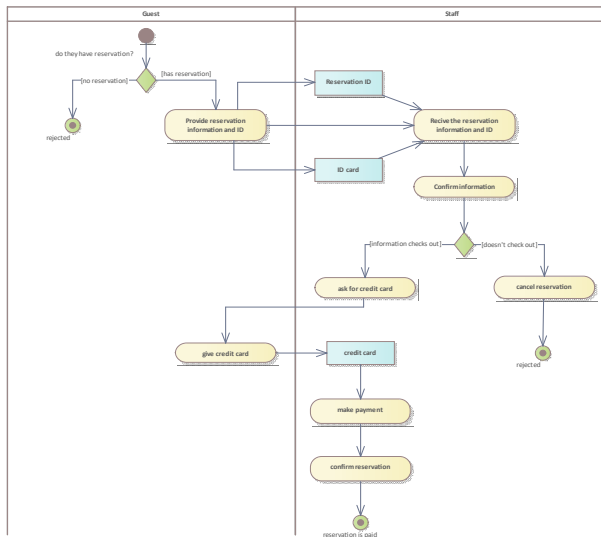 Guest
Staff
do they have reservation?
[no reservation]
[has reservation]
rejected
Provide reservation
information and ID
Reservation ID
Recive the reservation
information and ID
ID card
Confirm information
[information checks out]
[doesn't check out]
ask for credit card
cancel reservation
rejected
give credit card
credit card
make payment
confirm reservation
reservation is paid